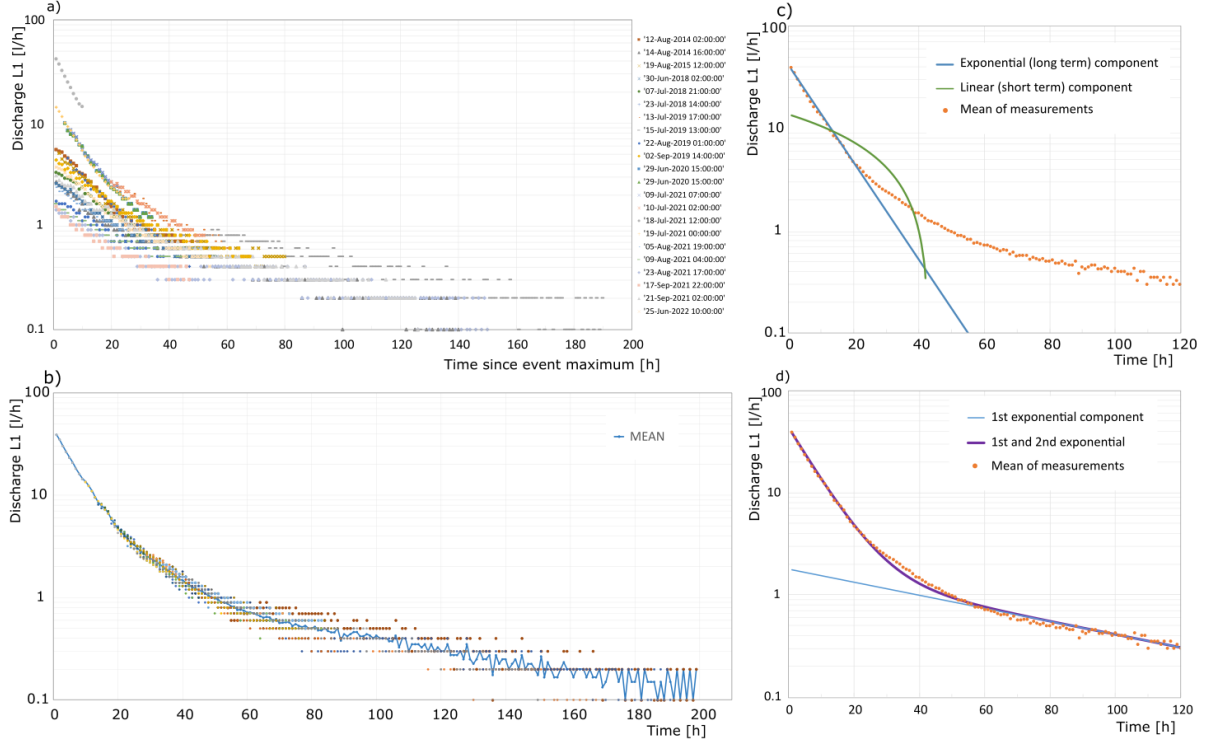 a)
Discharge L1 [l/h]
100
10
1
0.1
0 20 40 60 80 100 120 140 160 180 200
Time since event maximum [h]
'12-Aug-2014 02:00:00'
'14-Aug-2014 16:00:00'
'19-Aug-2015 12:00:00'
'30-Jun-2018 02:00:00'
'07-Jul-2018 21:00:00'
'23-Jul-2018 14:00:00'
'13-Jul-2019 17:00:00'
'15-Jul-2019 13:00:00'
'22-Aug-2019 01:00:00'
'02-Sep-2019 14:00:00'
'29-Jun-2020 15:00:00'
'29-Jun-2020 15:00:00'
'09-Jul-2021 07:00:00'
'10-Jul-2021 02:00:00'
'18-Jul-2021 12:00:00'
'19-Jul-2021 00:00:00'
'05-Aug-2021 19:00:00'
'09-Aug-2021 04:00:00'
'23-Aug-2021 17:00:00'
'17-Sep-2021 22:00:00'
'21-Sep-2021 02:00:00'
'25-Jun-2022 10:00:00'
b)
Discharge L1 [l/h]
100
10
1
0.1
0 20 40 60 80 100 120 140 160 180 200
Time [h]
MEAN
c)
Discharge L1 [l/h]
100
10
1
0.1
0 20 40 60 80 100 120
Time [h]
Exponential (long term) component
Linear (short term) component
Mean of measurements
d)
Discharge L1 [l/h]
100
10
1
0.1
0 20 40 60 80 100 120
Time [h]
1st exponential component
1st and 2nd exponential
Mean of measurements